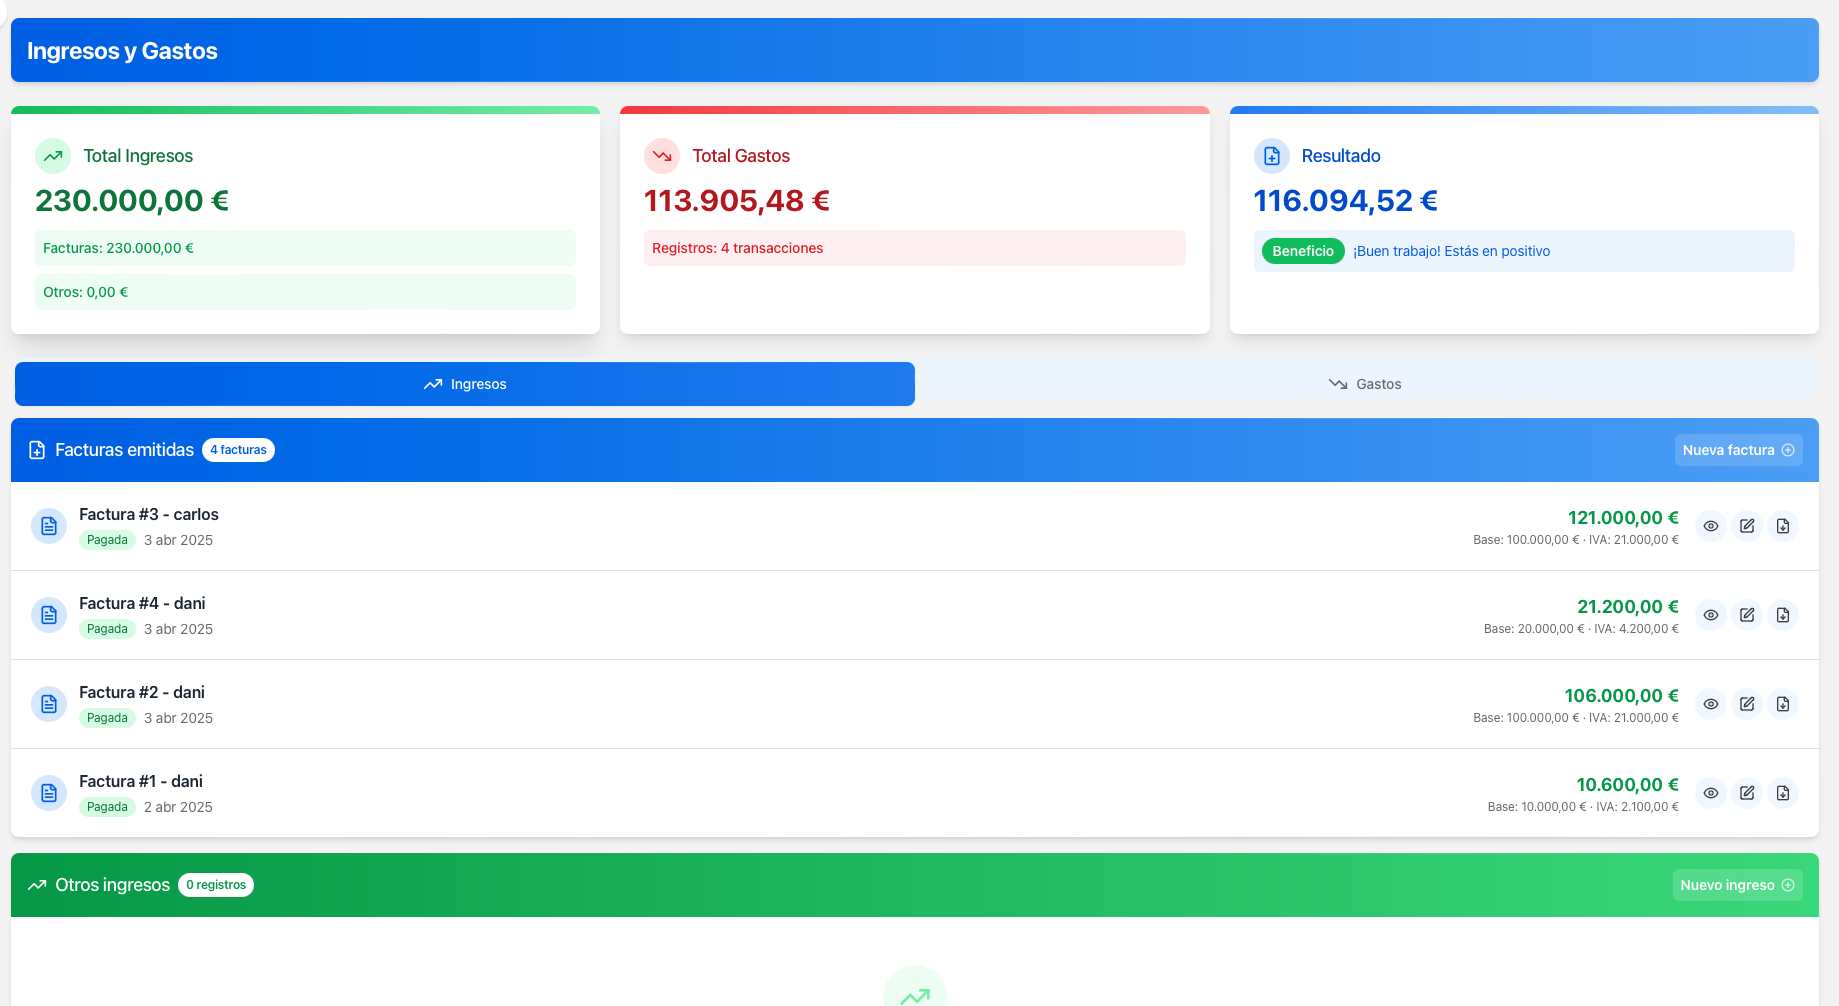 Ingresos y Gastos
Total Ingresos
230.000,00 €
Facturas: 230.000,00 €
Otros: 0,00 €
Total Gastos
113.905,48 €
Registros: 4 transacciones
Resultado
116.094,52 €
Beneficio ¡Buen trabajo! Estás en positivo
Ingresos
Gastos
Facturas emitidas 4 facturas
Nueva factura
Factura #3 - carlos
Pagada 3 abr 2025
121.000,00 €
Base: 100.000,00 € · IVA: 21.000,00 €
Factura #4 - dani
Pagada 3 abr 2025
21.200,00 €
Base: 20.000,00 € · IVA: 4.200,00 €
Factura #2 - dani
Pagada 3 abr 2025
106.000,00 €
Base: 100.000,00 € · IVA: 21.000,00 €
Factura #1 - dani
Pagada 2 abr 2025
10.600,00 €
Base: 10.000,00 € · IVA: 2.100,00 €
Otros ingresos 0 registros
Nuevo ingreso